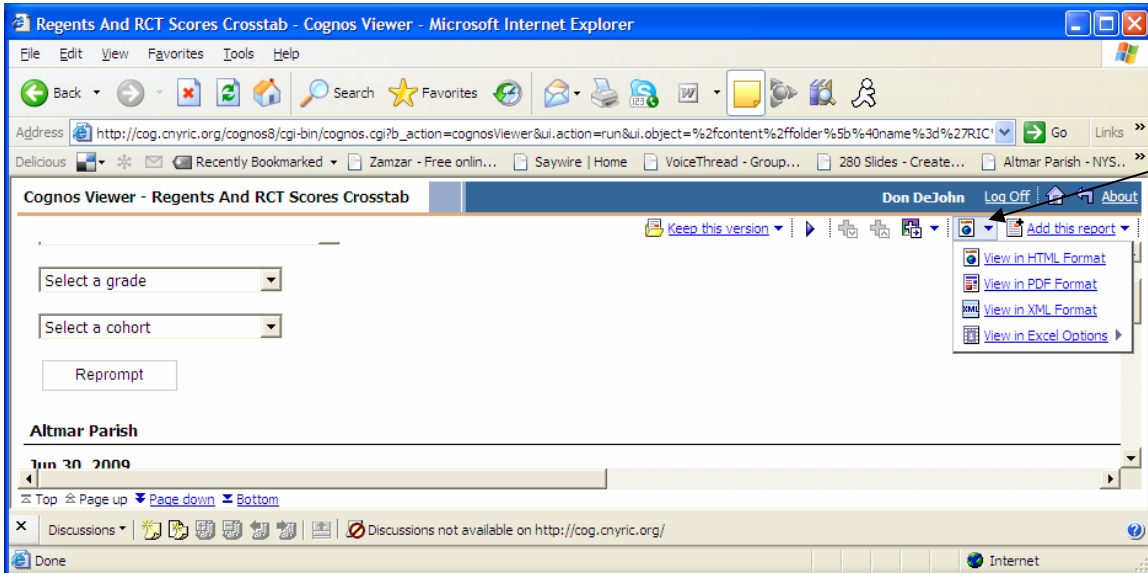 Regents And RCT Scores Crosstab - Cognos Viewer - Microsoft Internet Explorer
File Edit View Favorites Tools Help
Back Search Favorites
Address http://cog.cnyric.org/cognos8/cgi-bin/cognos.cgi?b_action=cognosViewer&ui.action=run&ui.object=%2fcontent%2ffolder%5b%40name%3d%27RIC' Go Links »
Delicious Recently Bookmarked Zamzar - Free onlin... Saywire | Home VoiceThread - Group... 280 Slides - Create... Altmar Parish - NYS.. »
Cognos Viewer - Regents And RCT Scores Crosstab Don DeJohn Log Off About
Keep this version Add this report
View in HTML Format
Select a grade
View in PDF Format
XML View in XML Format
Select a cohort
View in Excel Options
Reprompt
Altmar Parish
Jun 30, 2009
Top Page up Page down Bottom
Discussions Discussions not available on http://cog.cnyric.org/
Done Internet